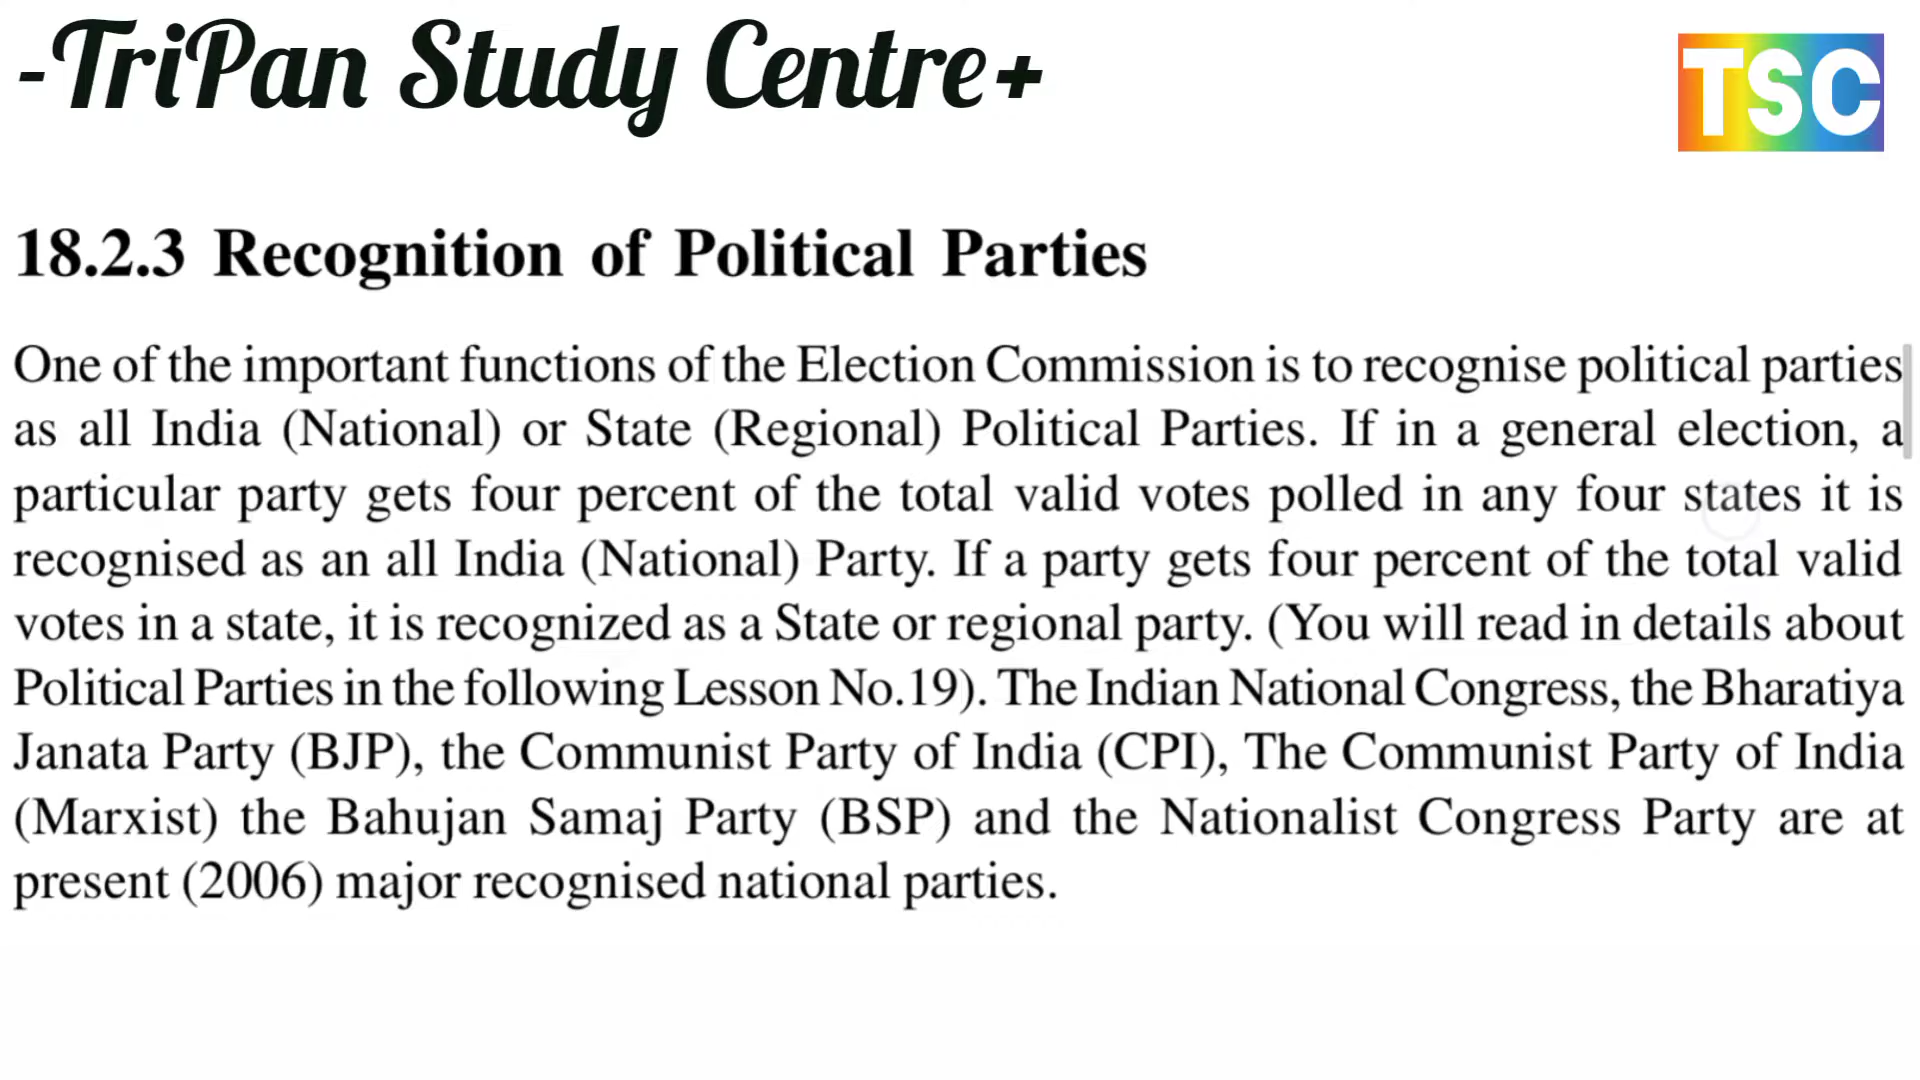 -TriPan Study Centre+
TSC
18.2.3 Recognition of Political Parties
One of the important functions of the Election Commission is to recognise political parties
as all India (National) or State (Regional) Political Parties. If in a general election, a
particular party gets four percent of the total valid votes polled in any four states it is
recognised as an all India (National) Party. If a party gets four percent of the total valid
votes in a state, it is recognized as a State or regional party. (You will read in details about
Political Parties in the following Lesson No.19). The Indian National Congress, the Bharatiya
Janata Party (BJP), the Communist Party of India (CPI), The Communist Party of India
(Marxist) the Bahujan Samaj Party (BSP) and the Nationalist Congress Party are at
present (2006) major recognised national parties.